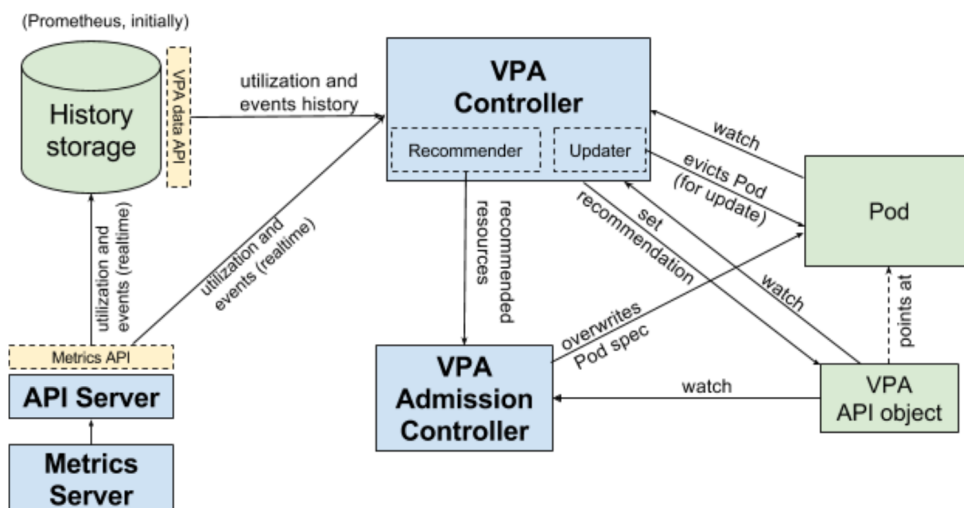 (Prometheus, initially)
History
storage
VPA data API
utilization and
events history
VPA
Controller
Recommender
Updater
watch
evicts Pod
(for update)
Pod
utilization and
events (realtime)
utilization and
events (realtime)
recommended
resources
set
recommendation
watch
points at
overwrites
Pod spec
Metrics API
API Server
Metrics
Server
VPA
Admission
Controller
watch
VPA
API object